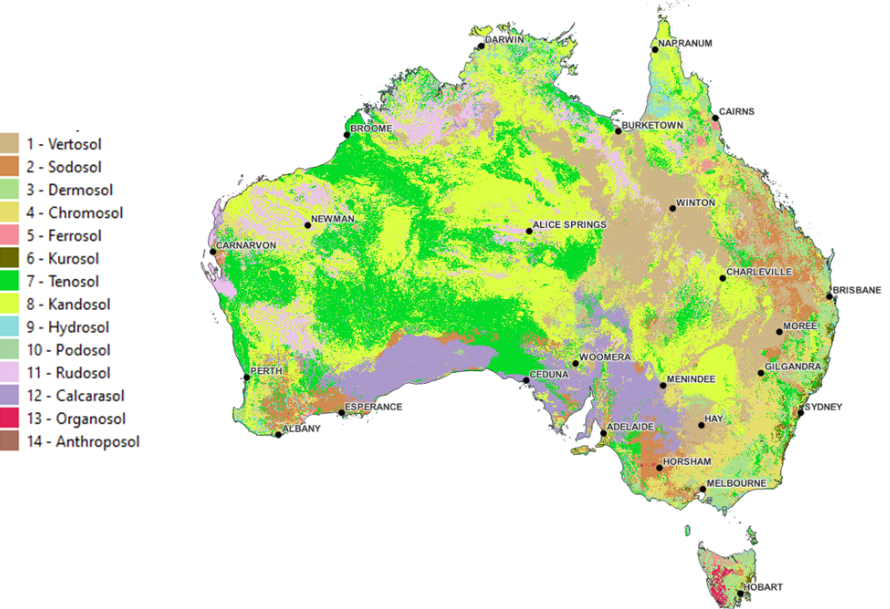 1 - Vertosol
2 - Sodosol
3 - Dermosol
4 - Chromosol
5 - Ferrosol
6 - Kurosol
7 - Tenosol
8 - Kandosol
9 - Hydrosol
10 - Podosol
11 - Rudosol
12 - Calcarasol
13 - Organosol
14 - Anthroposol
DARWIN
NAPRANUM
CAIRNS
BROOME
BURKETOWN
WINTON
NEWMAN
ALICE SPRINGS
CARNARVON
CHARLEVILLE
BRISBANE
MOREE
WOOMERA
GILGANDRA
PERTH
CEDUNA
MENINDEE
ESPERANCE
SYDNEY
ALBANY
ADELAIDE
HAY
HORSHAM
MELBOURNE
HOBART